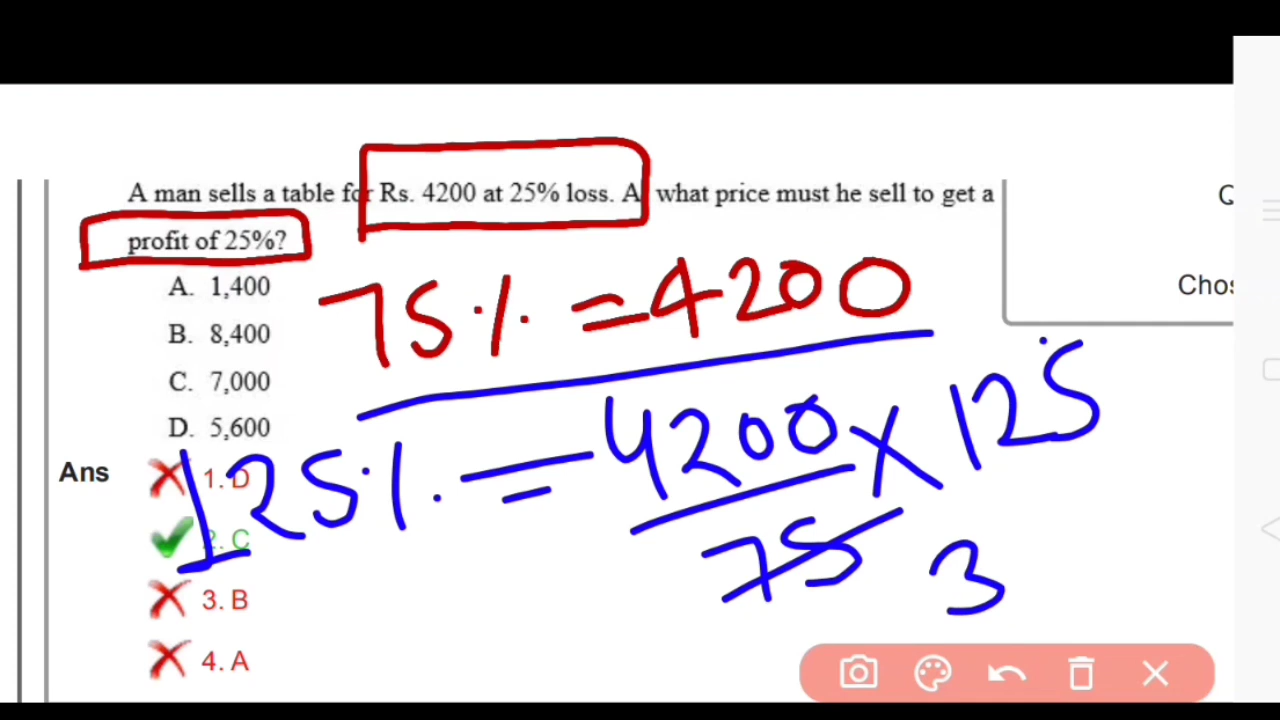 A man sells a table for Rs. 4200 at 25% loss. A what price must he sell to get a
profit of 25%?
A. 1,400
B. 8,400
C. 7,000
D. 5,600
75% = 4200
125% = 4200 × 125
75 3
Ans
1. D
2. C
3. B
4. A
Q
Chos